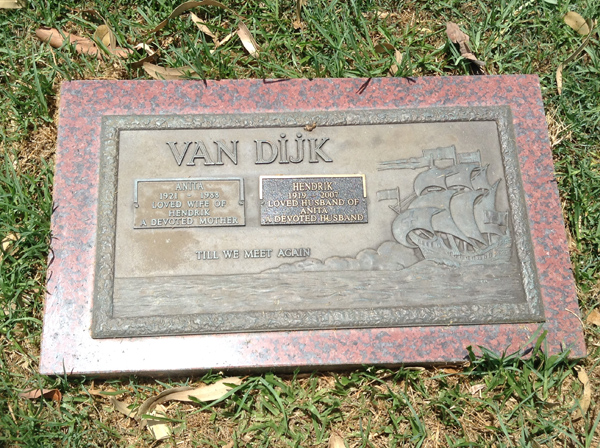 VAN DIJK
ANITA
1921 1988
LOVED WIFE OF
HENDRIK
A DEVOTED MOTHER
HENDRIK
1919 2007
LOVED HUSBAND OF
ANITA
A DEVOTED HUSBAND
TILL WE MEET AGAIN